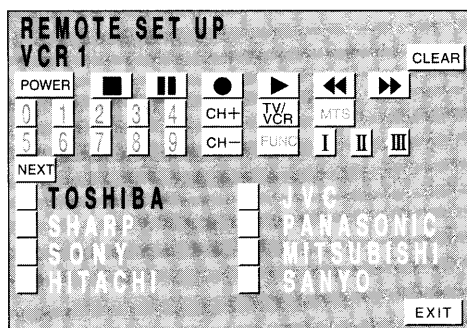 REMOTE SET UP
VCR 1
CLEAR
POWER
0 1 2 3 4 CH+ TV/VCR MTS
5 6 7 8 9 CH− FUNC I II III
NEXT
TOSHIBA JVC
SHARP PANASONIC
SONY MITSUBISHI
HITACHI SANYO
EXIT